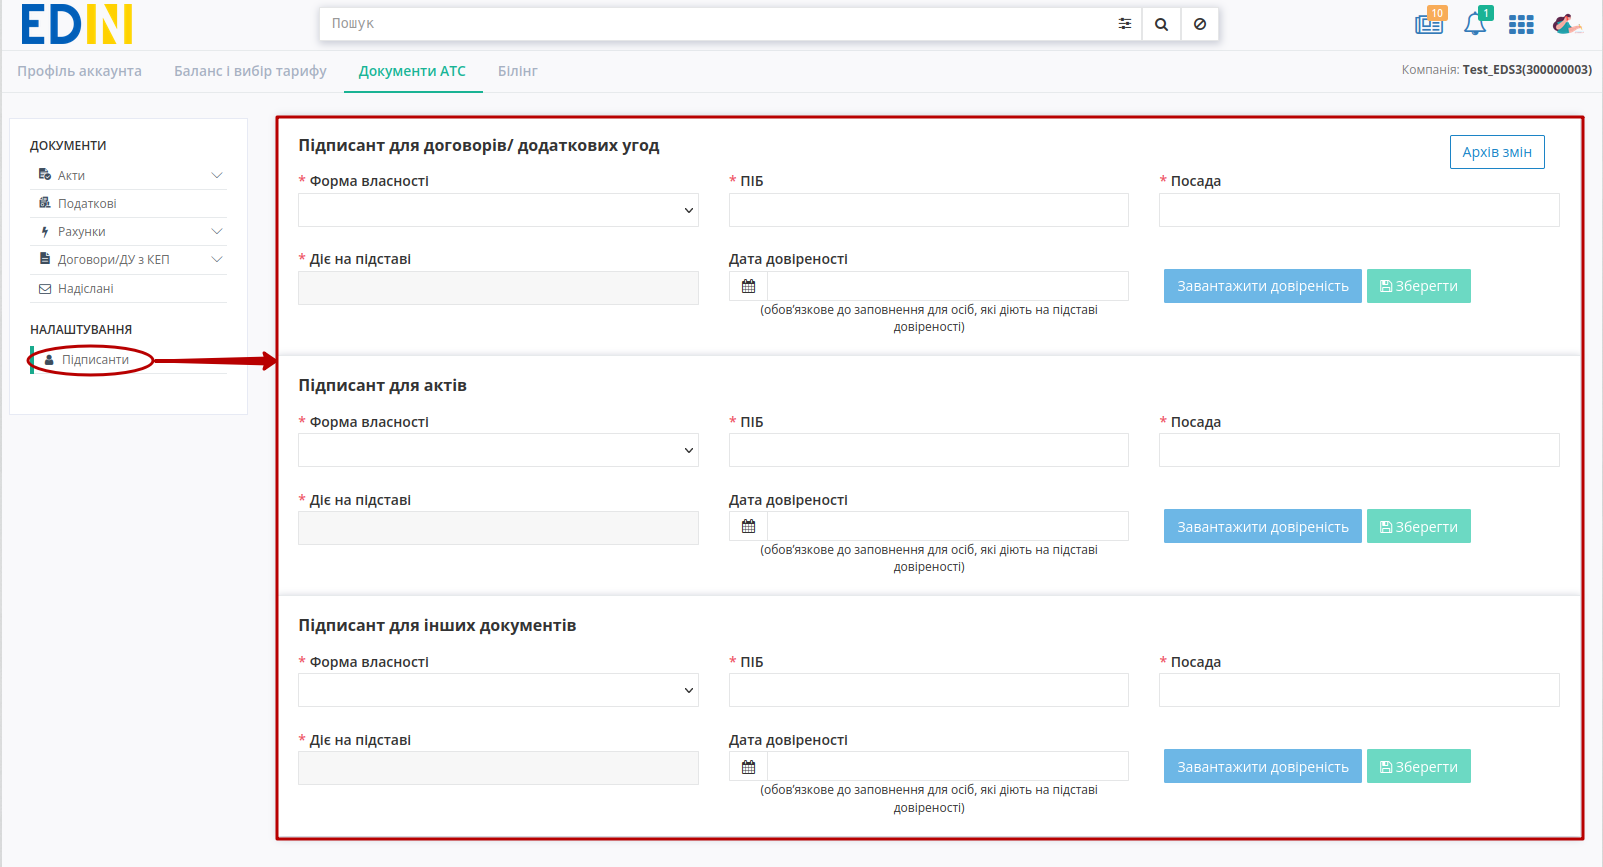 EDIN
Пошук
10
1
Профіль аккаунта
Баланс і вибір тарифу
Документи АТС
Білінг
Компанія: Test_EDS3(300000003)
ДОКУМЕНТИ
Акти
Податкові
Рахунки
Договори/ДУ з КЕП
Надіслані
НАЛАШТУВАННЯ
Підписанти
Підписант для договорів/ додаткових угод
Архів змін
* Форма власності
* ПІБ
* Посада
* Діє на підставі
Дата довіреності
Завантажити довіреність
Зберегти
(обов’язкове до заповнення для осіб, які діють на підставі
довіреності)
Підписант для актів
* Форма власності
* ПІБ
* Посада
* Діє на підставі
Дата довіреності
Завантажити довіреність
Зберегти
(обов’язкове до заповнення для осіб, які діють на підставі
довіреності)
Підписант для інших документів
* Форма власності
* ПІБ
* Посада
* Діє на підставі
Дата довіреності
Завантажити довіреність
Зберегти
(обов’язкове до заповнення для осіб, які діють на підставі
довіреності)